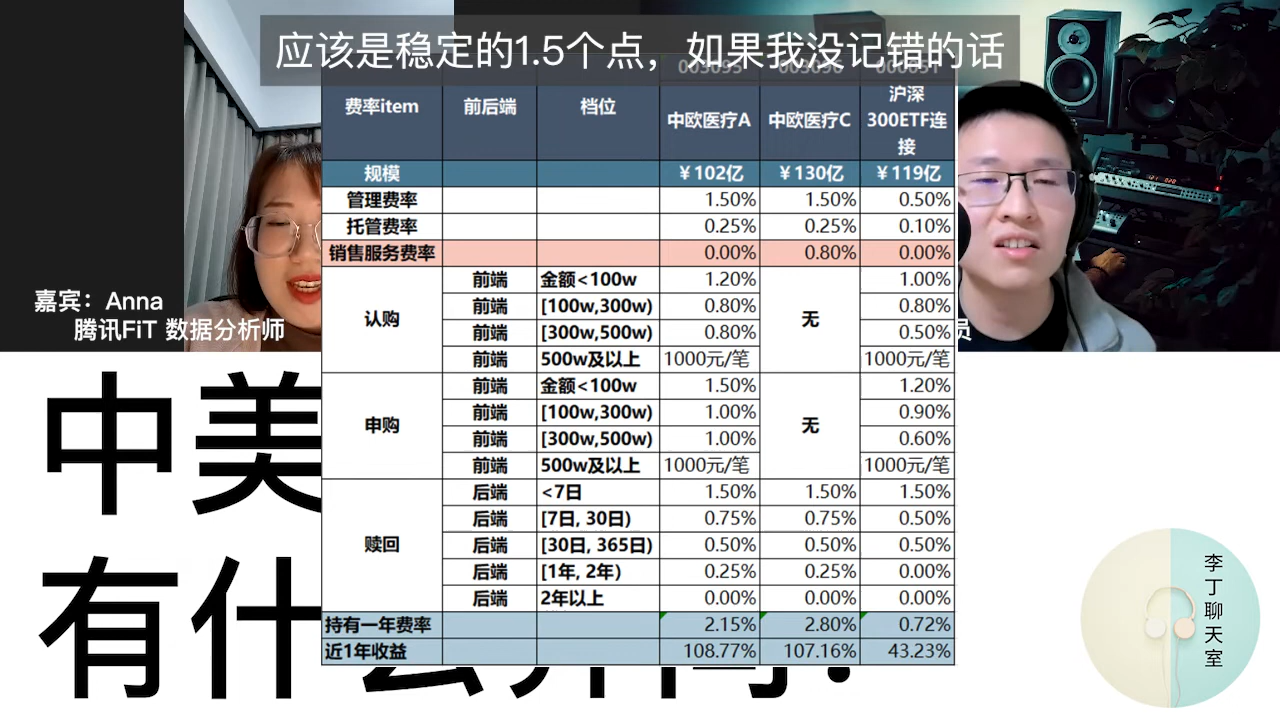 应该是稳定的1.5个点，如果我没记错的话
费率item 前后端 档位 中欧医疗A 中欧医疗C 沪深300ETF连接
规模 ￥102亿 ￥130亿 ￥119亿
管理费率 1.50% 1.50% 0.50%
托管费率 0.25% 0.25% 0.10%
销售服务费率 0.00% 0.80% 0.00%
认购 前端 金额<100w 1.20% 无 1.00%
前端 [100w,300w) 0.80% 0.80%
前端 [300w,500w) 0.80% 0.50%
前端 500w及以上 1000元/笔 1000元/笔
申购 前端 金额<100w 1.50% 无 1.20%
前端 [100w,300w) 1.00% 0.90%
前端 [300w,500w) 1.00% 0.60%
前端 500w及以上 1000元/笔 1000元/笔
赎回 后端 <7日 1.50% 1.50% 1.50%
后端 [7日, 30日) 0.75% 0.75% 0.50%
后端 [30日, 365日) 0.50% 0.50% 0.50%
后端 [1年, 2年) 0.25% 0.25% 0.00%
后端 2年以上 0.00% 0.00% 0.00%
持有一年费率 2.15% 2.80% 0.72%
近1年收益 108.77% 107.16% 43.23%
嘉宾：Anna
腾讯FiT 数据分析师
员
中美
有什
李丁聊天室